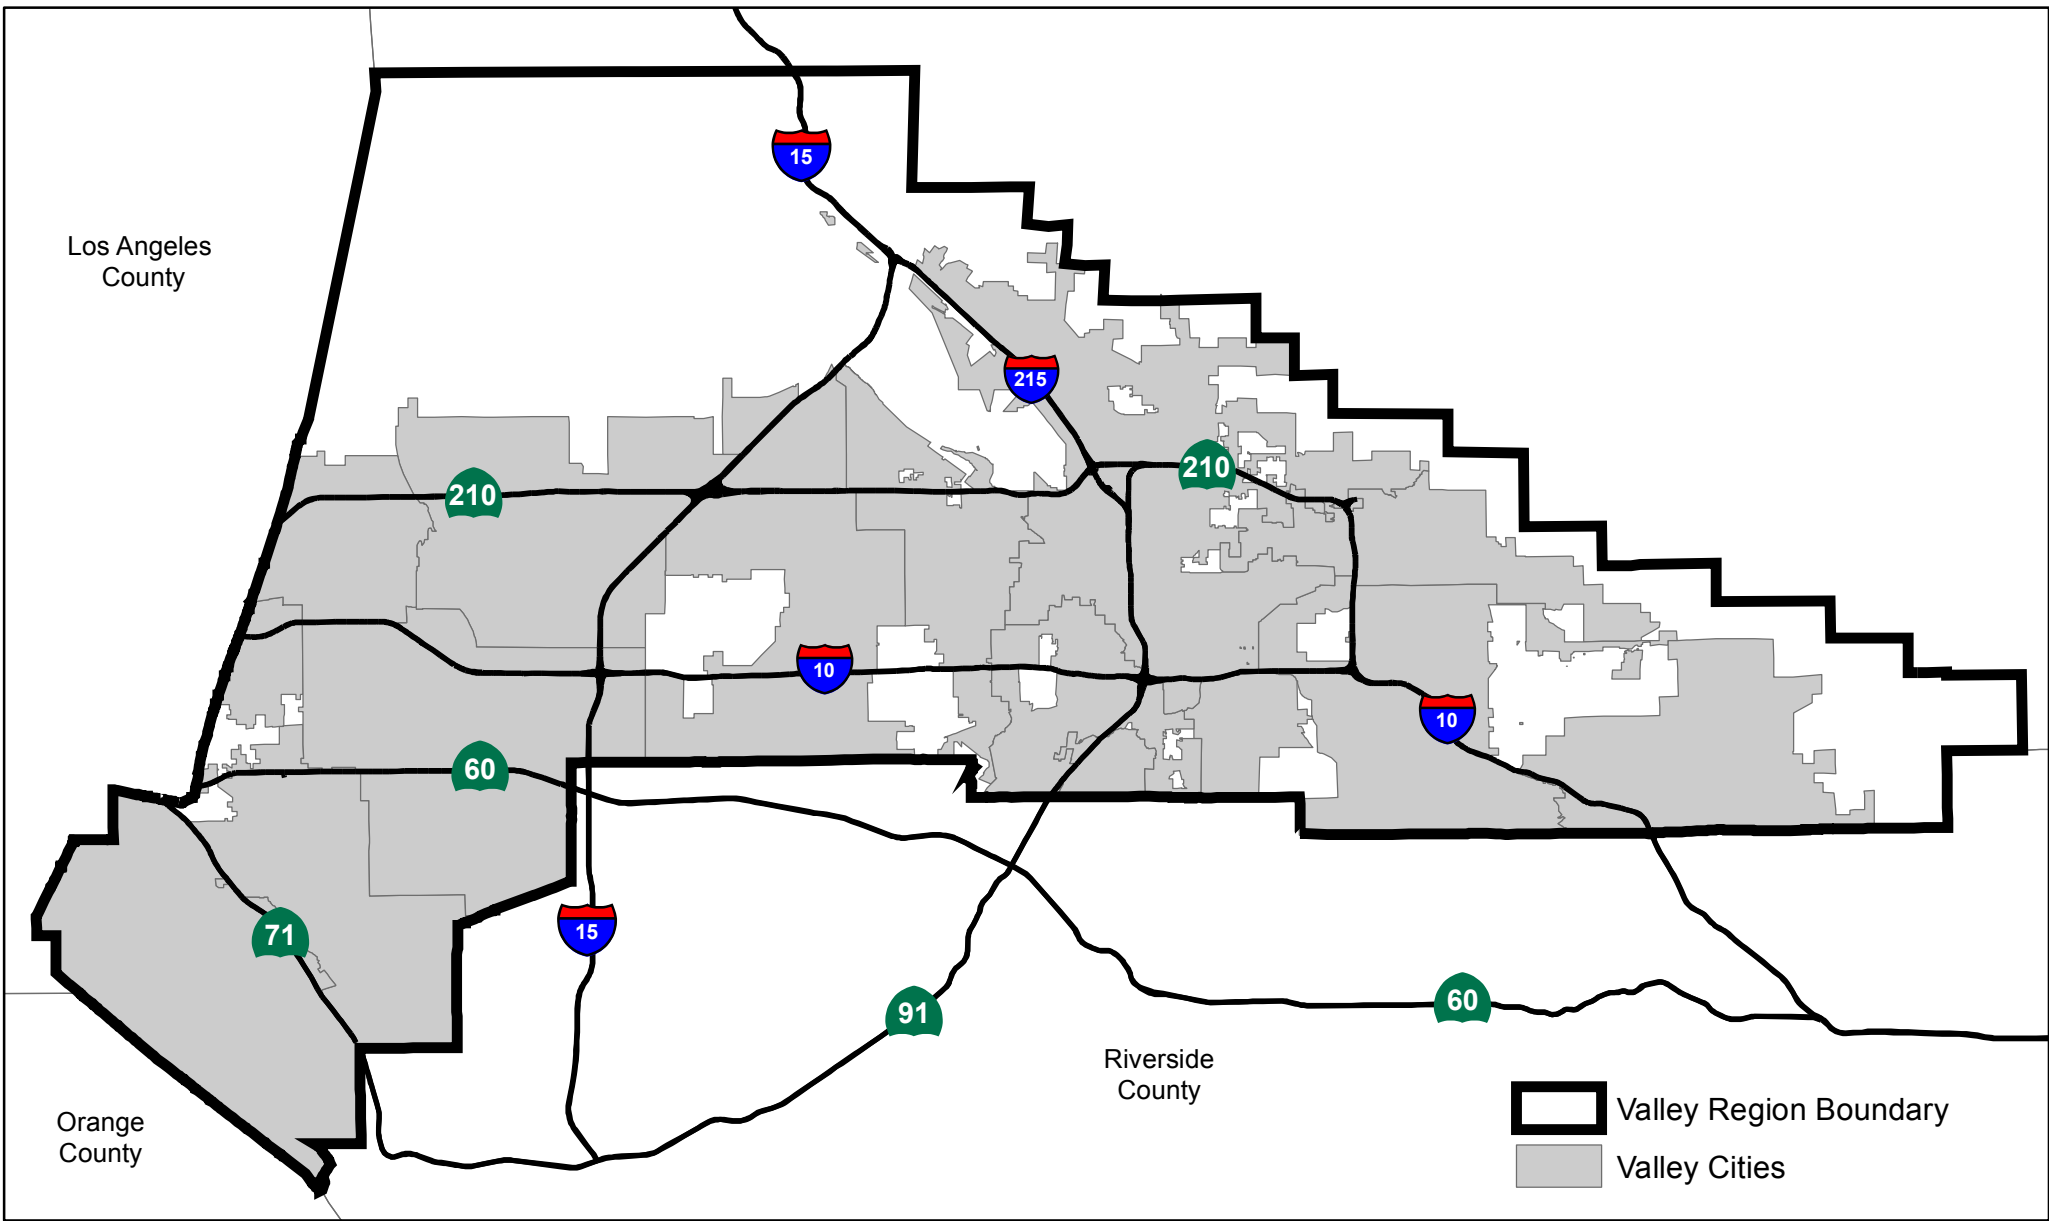 15
Los Angeles
County
215
210
210
10
10
60
15
71
91
60
Riverside
County
Orange
County
Valley Region Boundary
Valley Cities